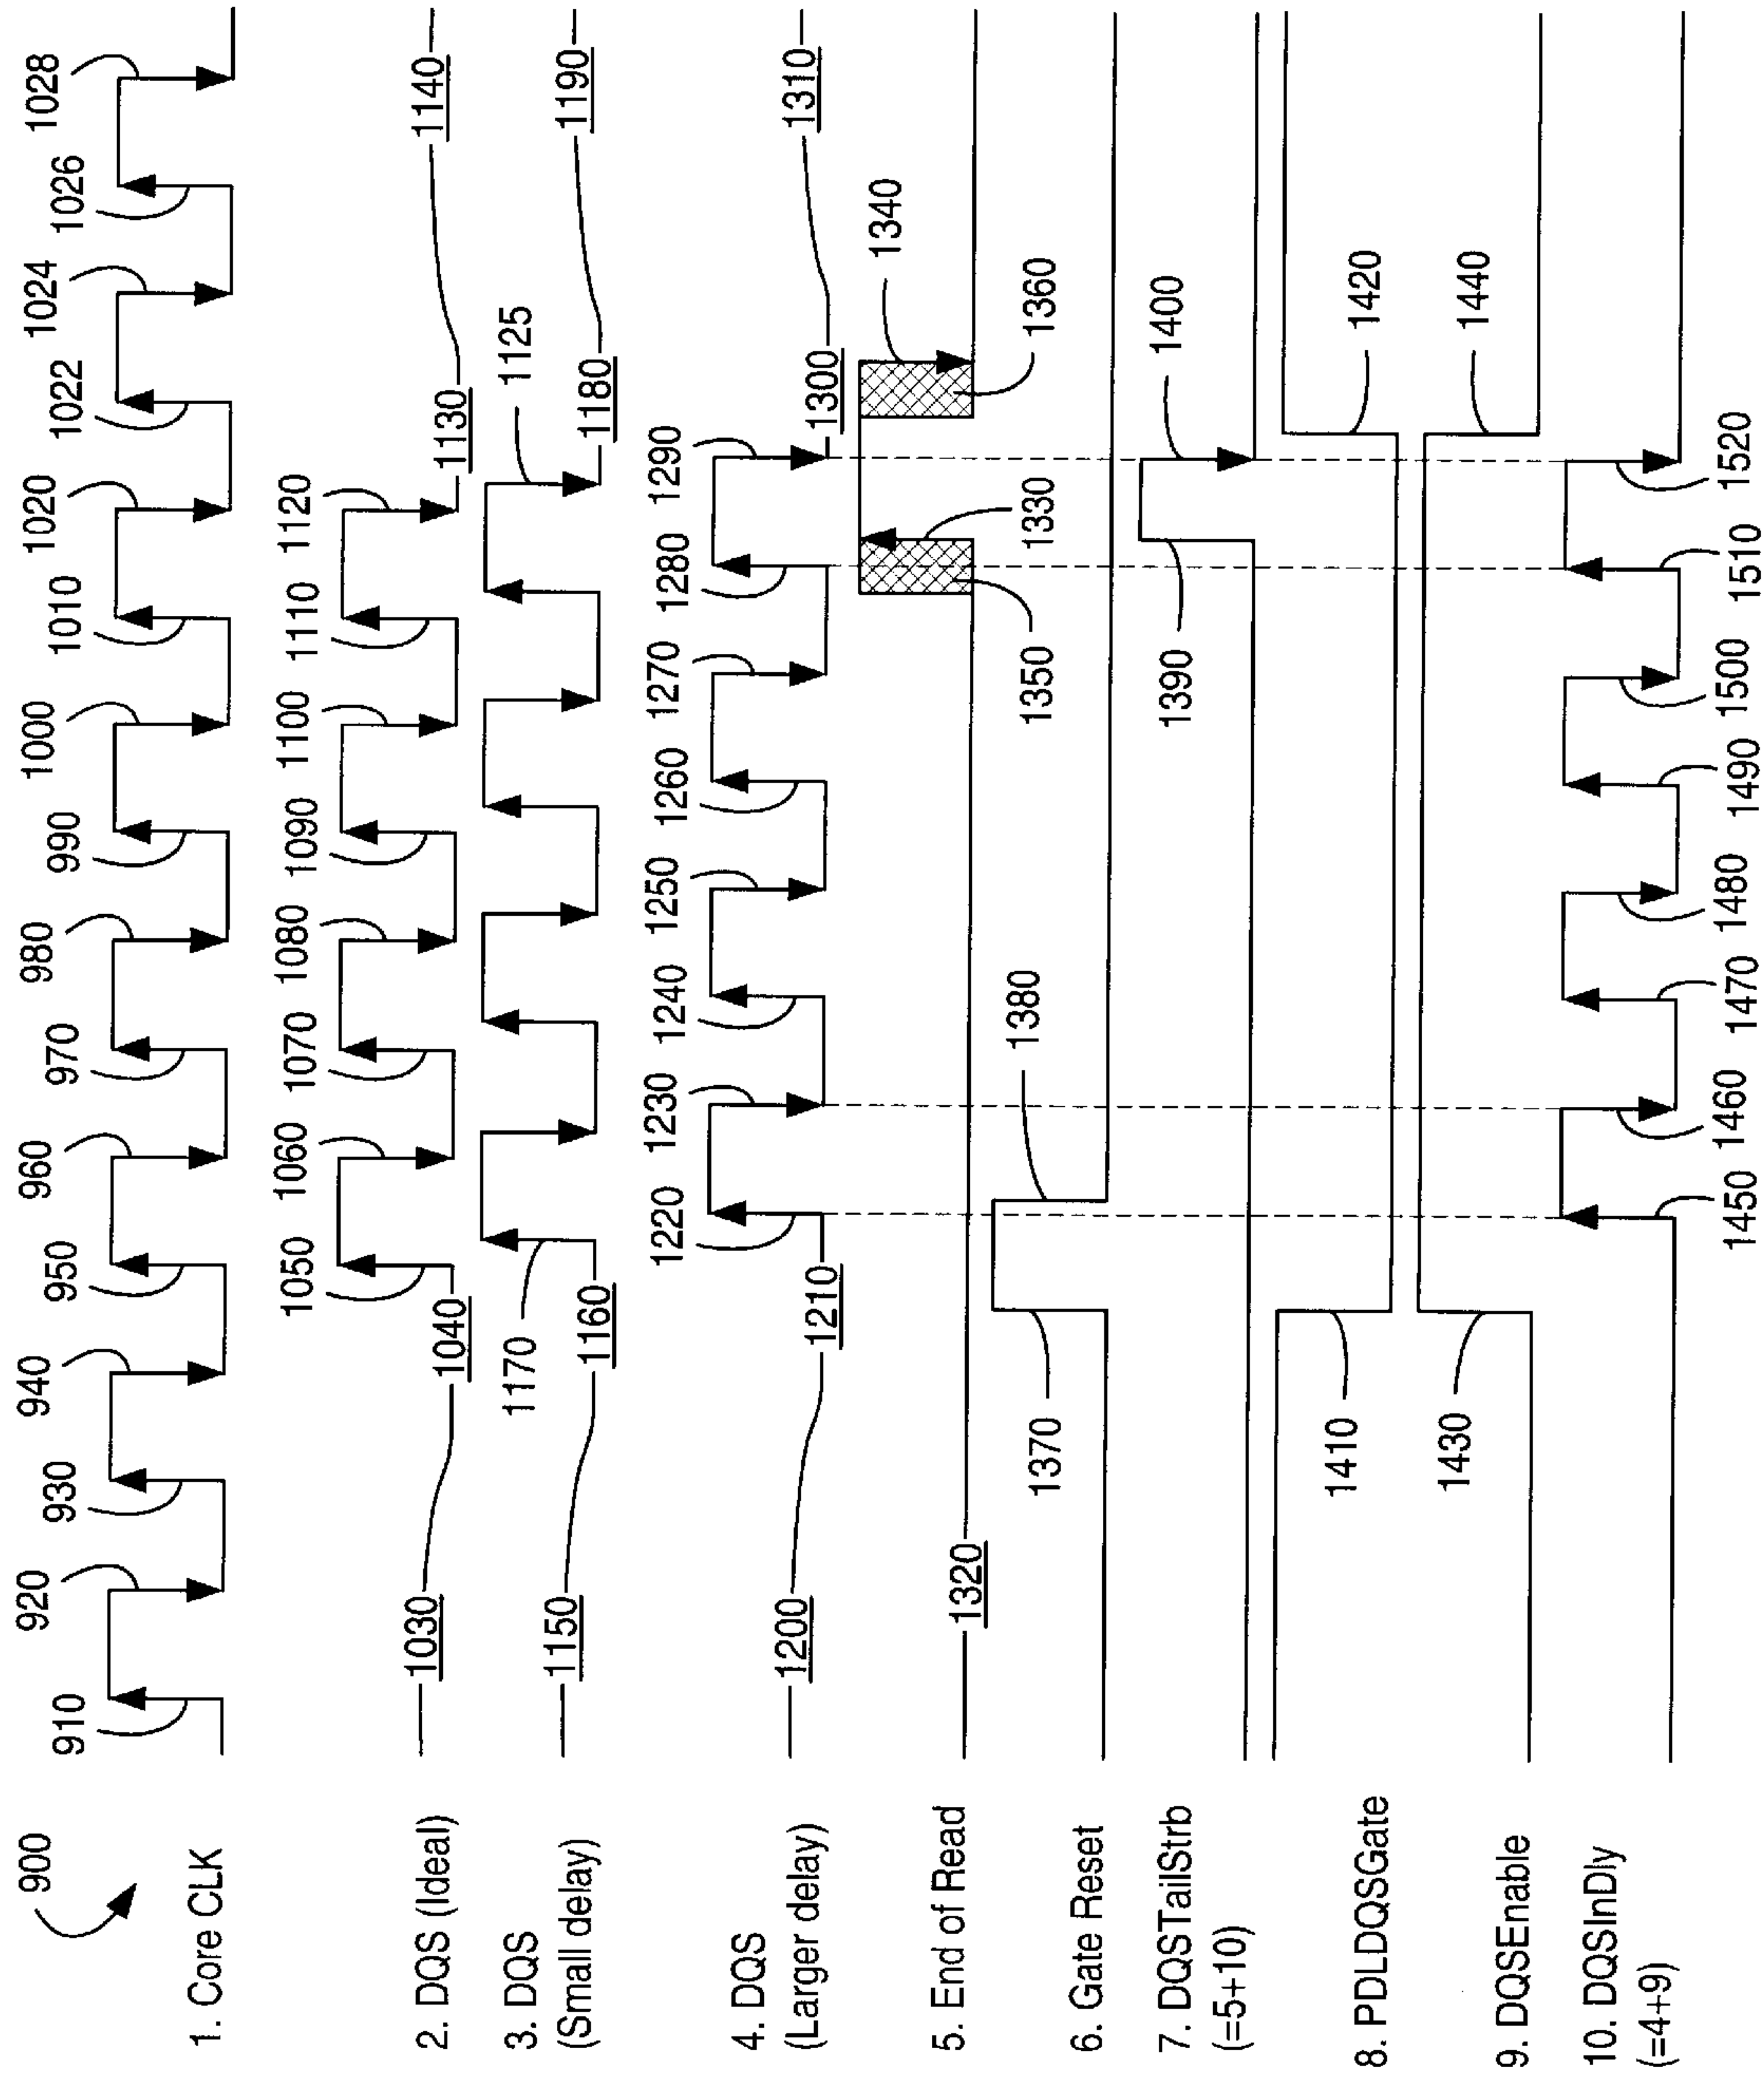 900
1. Core CLK
910 920 930 940 950 960 970 980 990 1000 1010 1020 1022 1024 1026 1028
2. DQS (Ideal)
1030 1040 1050 1060 1070 1080 1090 1100 1110 1120 1130 1140
3. DQS
(Small delay)
1150 1160 1170 1125 1180 1190
4. DQS
(Larger delay)
1200 1210 1220 1230 1240 1250 1260 1270 1280 1290 1300 1310
5. End of Read
1320 1350 1330 1360 1340
6. Gate Reset
1370 1380
7. DQSTailStrb
(=5+10)
1390 1400
8. PDLDQSGate
1410 1420
9. DQSEnable
1430 1440
10. DQSInDly
(=4+9)
1450 1460 1470 1480 1490 1500 1510 1520